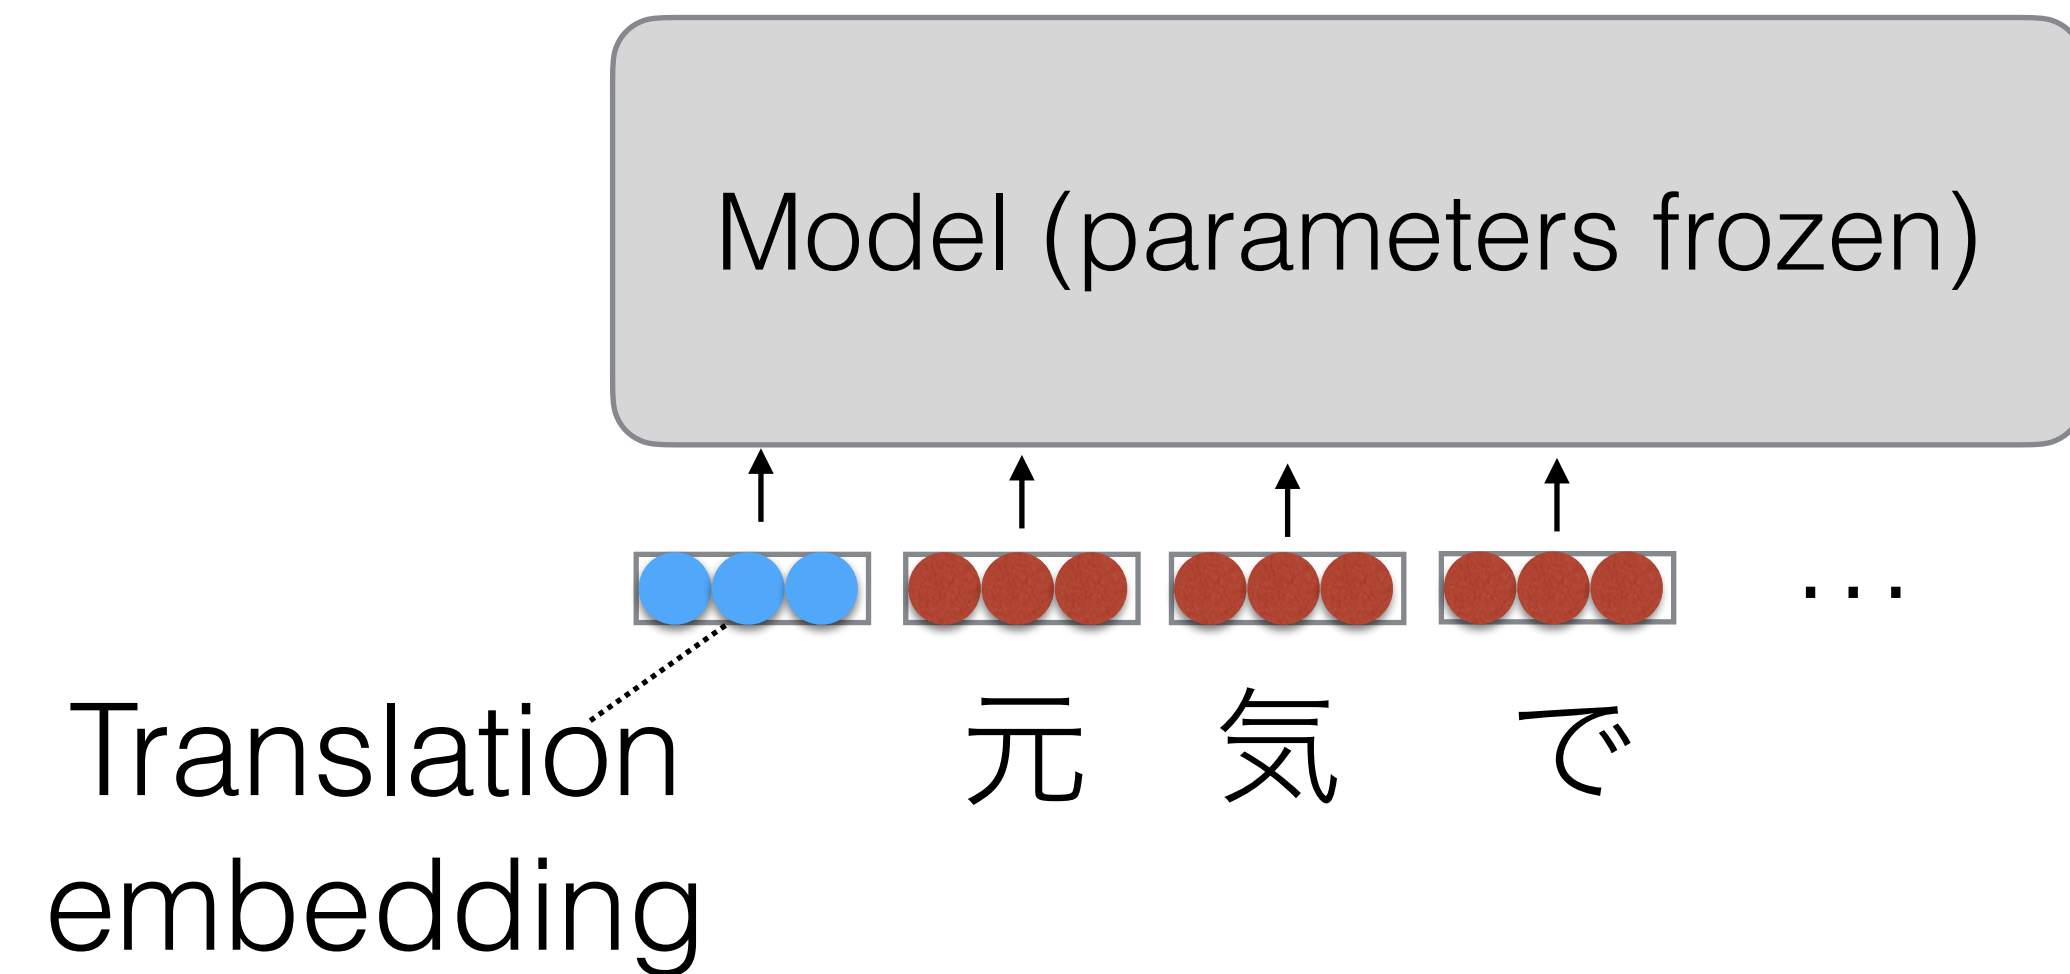 Model (parameters frozen)
...
Translation
embedding
元 気 で